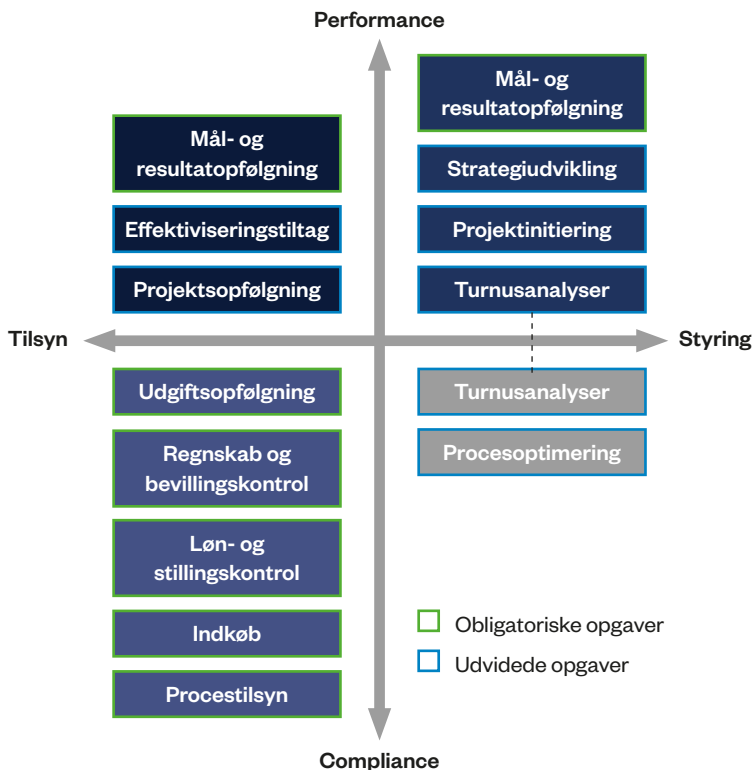 Performance
Mål- og
resultatopfølgning
Mål- og
resultatopfølgning
Strategiudvikling
Effektiviseringstiltag
Projektinitiering
Projektsopfølgning
Turnusanalyser
Tilsyn
Styring
Udgiftsopfølgning
Turnusanalyser
Regnskab og
bevillingskontrol
Procesoptimering
Løn- og
stillingskontrol
Indkøb
Obligatoriske opgaver
Udvidede opgaver
Procestilsyn
Compliance